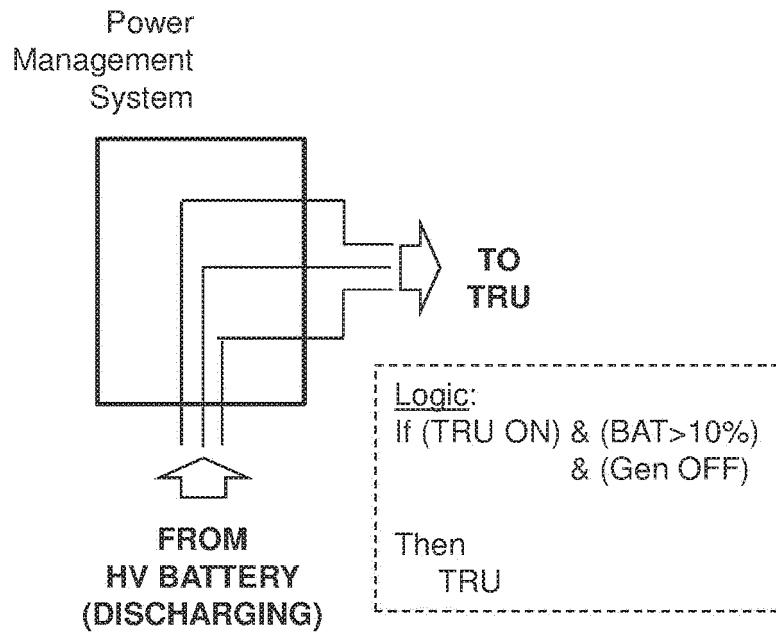 Power
Management
System
TO
TRU
FROM
HV BATTERY
(DISCHARGING)
Logic:
If (TRU ON) & (BAT>10%)
& (Gen OFF)
Then
TRU